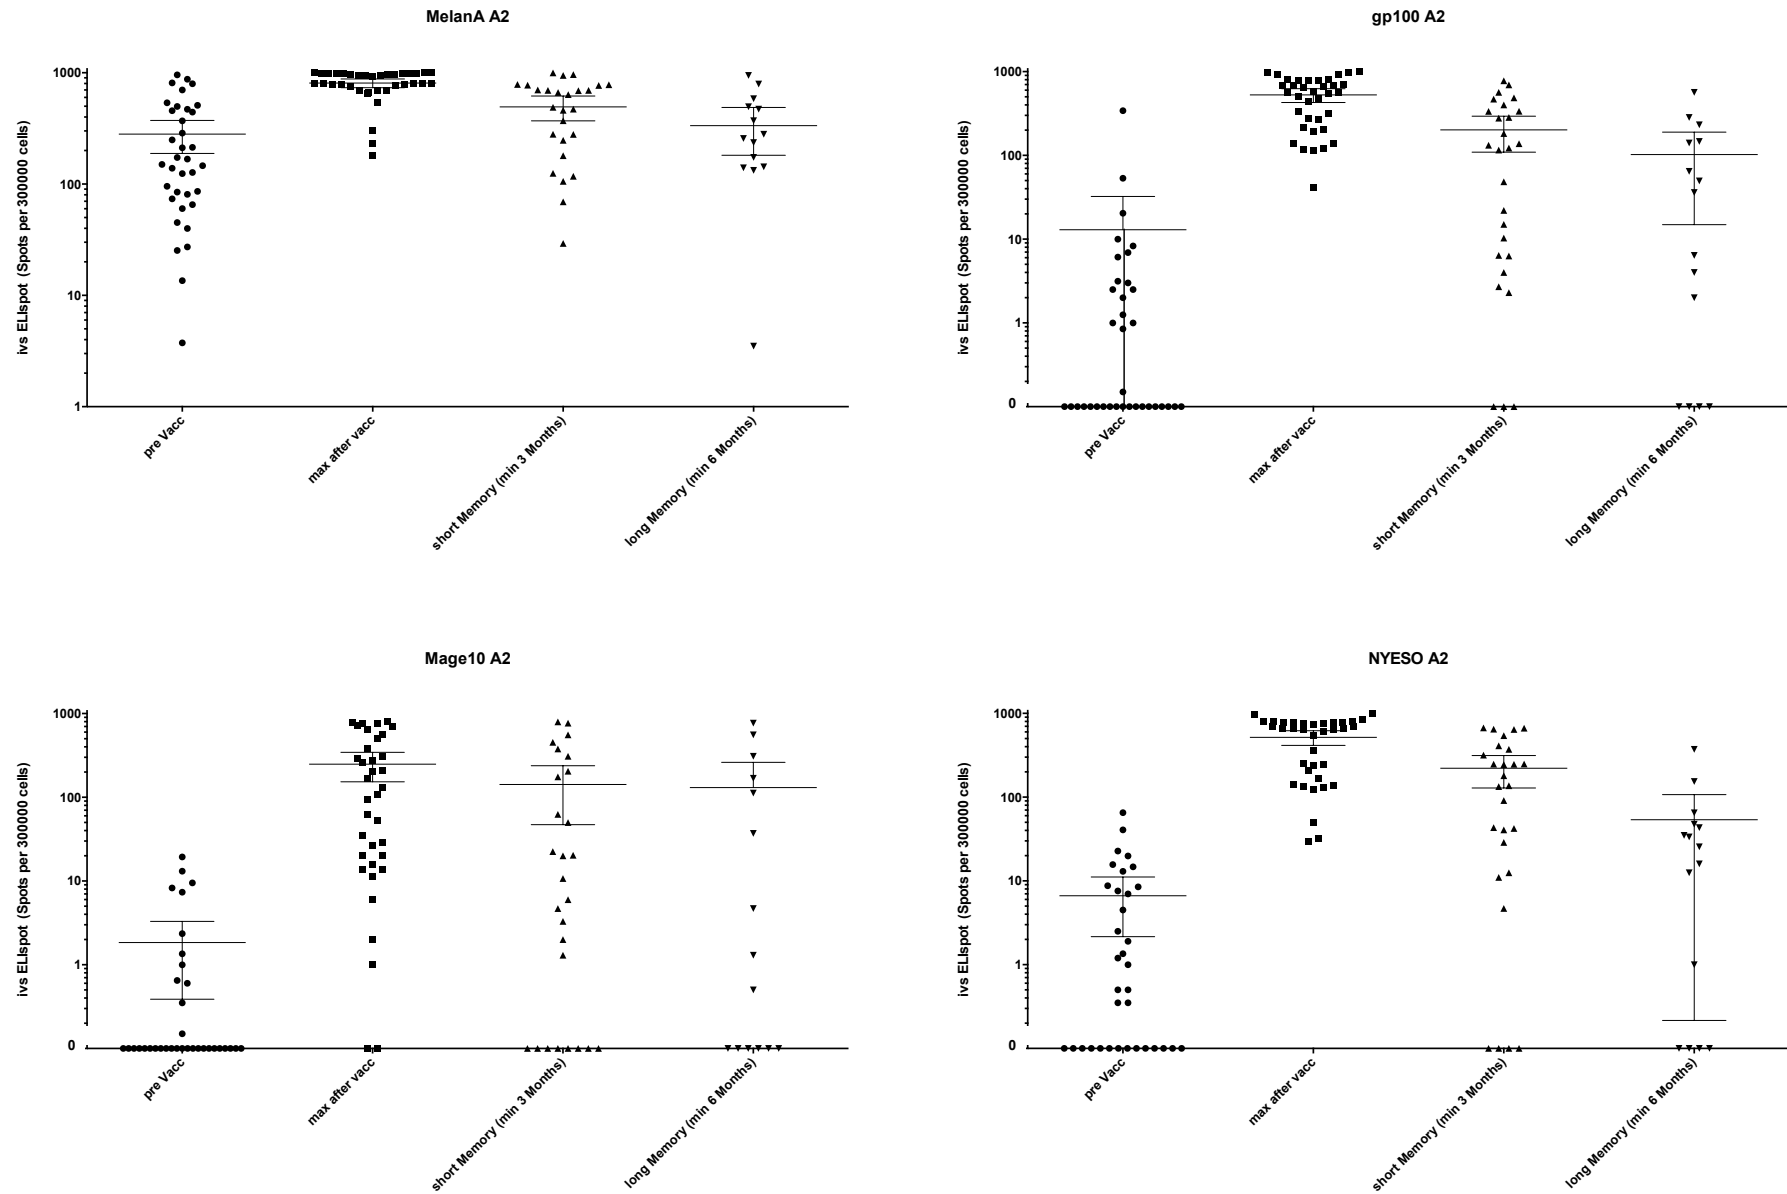 MelanA A2
ivs ELIspot (Spots per 300000 cells)
1000
100
10
1
pre Vacc
max after vacc
short Memory (min 3 Months)
long Memory (min 6 Months)
gp100 A2
ivs ELIspot (Spots per 300000 cells)
1000
100
10
1
0
pre Vacc
max after vacc
short Memory (min 3 Months)
long Memory (min 6 Months)
Mage10 A2
ivs ELIspot (Spots per 300000 cells)
1000
100
10
1
0
pre Vacc
max after vacc
short Memory (min 3 Months)
long Memory (min 6 Months)
NYESO A2
ivs ELIspot (Spots per 300000 cells)
1000
100
10
1
0
pre Vacc
max after vacc
short Memory (min 3 Months)
long Memory (min 6 Months)